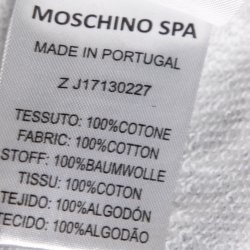 MOSCHINO SPA
MADE IN PORTUGAL
Z J17130227
TESSUTO: 100%COTONE
FABRIC: 100%COTTON
STOFF: 100%BAUMWOLLE
TISSU: 100%COTON
TEJIDO: 100%ALGODÓN
TECIDO: 100%ALGODÃO